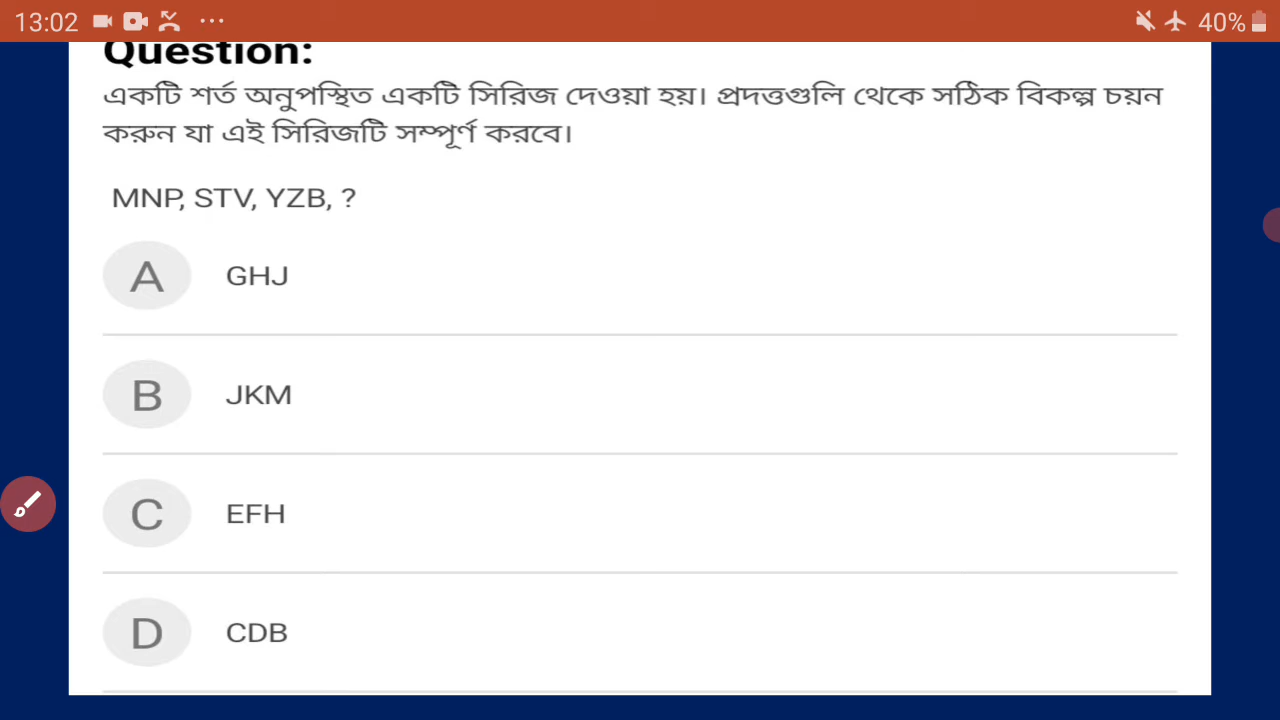 13:02 ... 40%
Question:
একটি শর্ত অনুপস্থিত একটি সিরিজ দেওয়া হয়। প্রদত্তগুলি থেকে সঠিক বিকল্প চয়ন
করুন যা এই সিরিজটি সম্পূর্ণ করবে।
MNP, STV, YZB, ?
A GHJ
B JKM
C EFH
D CDB